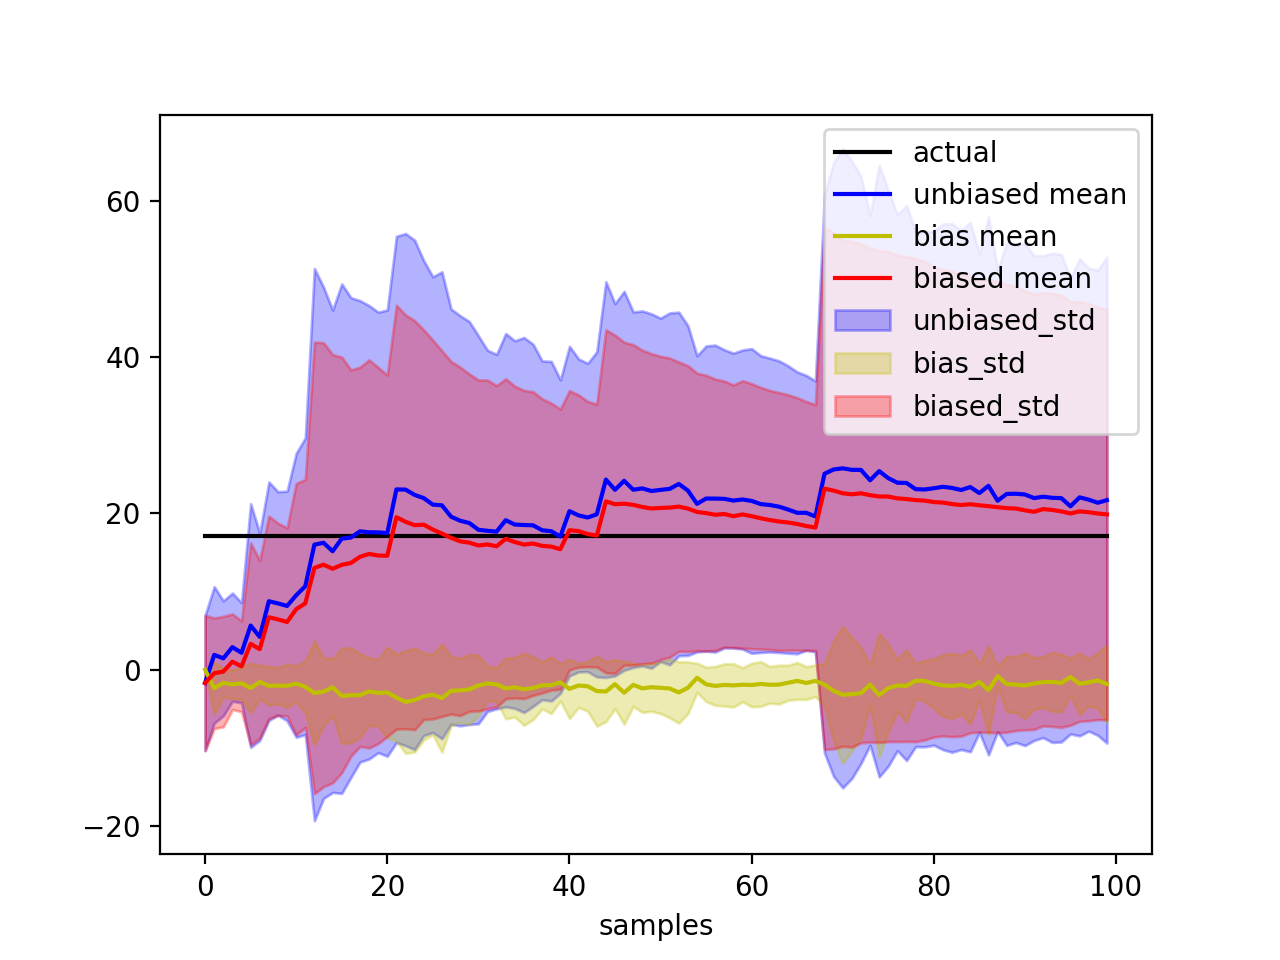 actual
unbiased mean
bias mean
biased mean
unbiased_std
bias_std
biased_std
60
40
20
0
−20
0 20 40 60 80 100
samples